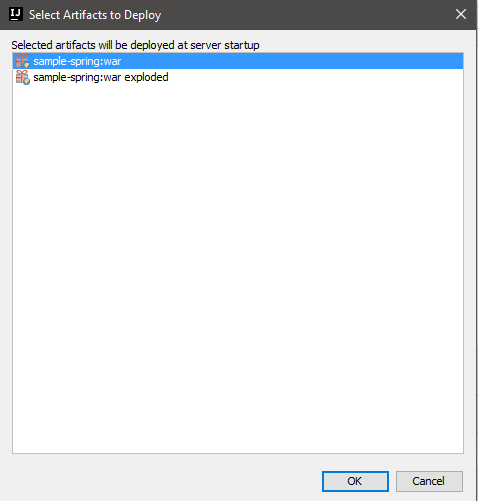 IJ Select Artifacts to Deploy
Selected artifacts will be deployed at server startup
sample-spring:war
sample-spring:war exploded
OK Cancel